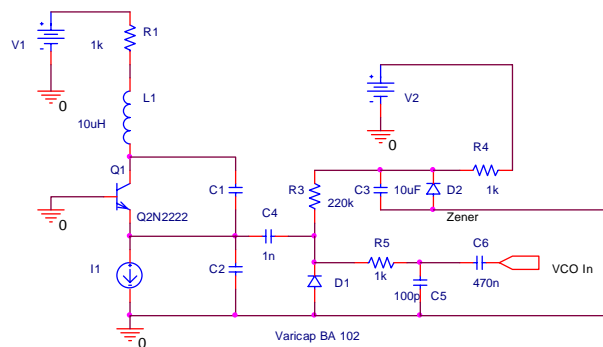 V1
R1
1k
0
L1
10uH
V2
0
Q1
R4
C1
R3
C3
10uF
D2
1k
0
Q2N2222
C4
220k
Zener
1n
R5
C6
I1
C2
D1
1k
VCO In
100p
C5
470n
0
Varicap BA 102